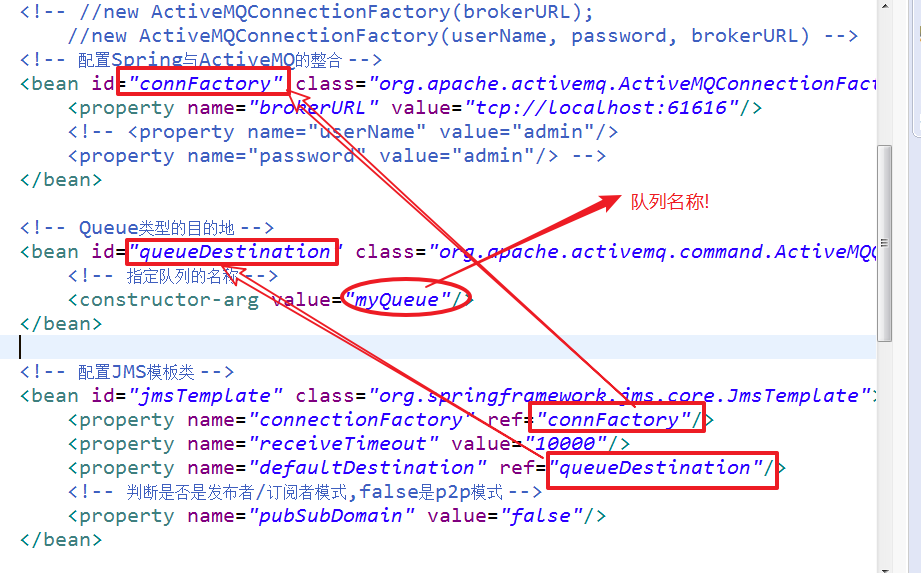 <!-- //new ActiveMQConnectionFactory(brokerURL);
//new ActiveMQConnectionFactory(userName, password, brokerURL) -->
<!-- 配置Spring与ActiveMQ的整合 -->
<bean id="connFactory" class="org.apache.activemq.ActiveMQConnectionFact
<property name="brokerURL" value="tcp://localhost:61616"/>
<!-- <property name="userName" value="admin"/>
<property name="password" value="admin"/> -->
</bean>
<!-- Queue类型的目的地 -->
队列名称!
<bean id="queueDestination" class="org.apache.activemq.command.ActiveMQQ
<!-- 指定队列的名称 -->
<constructor-arg value="myQueue"/>
</bean>
<!-- 配置JMS模板类 -->
<bean id="jmsTemplate" class="org.springframework.jms.core.JmsTemplate">
<property name="connectionFactory" ref="connFactory"/>
<property name="receiveTimeout" value="10000"/>
<property name="defaultDestination" ref="queueDestination"/>
<!-- 判断是否是发布者/订阅者模式,false是p2p模式 -->
<property name="pubSubDomain" value="false"/>
</bean>